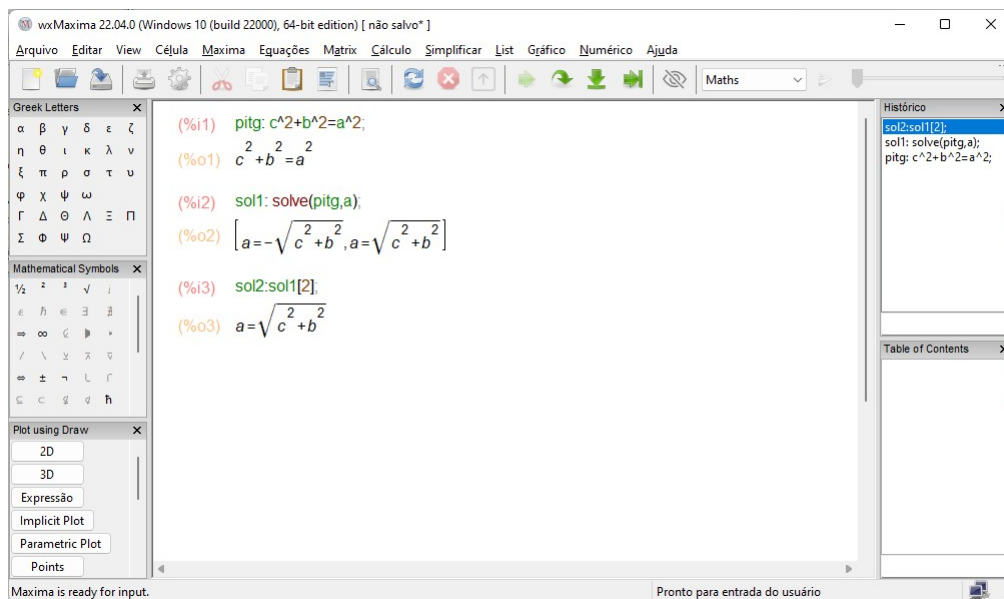 wxMaxima 22.04.0 (Windows 10 (build 22000), 64-bit edition) [ não salvo* ]
Arquivo Editar View Célula Maxima Equações Matrix Cálculo Simplificar List Gráfico Numérico Ajuda
Maths
Greek Letters
α β γ δ ε ζ
η θ ι κ λ ν
ξ π ρ σ τ υ
φ χ ψ ω
Γ Δ Θ Λ Ξ Π
Σ Φ Ψ Ω
Mathematical Symbols
½ ² ³ √ i
e ħ ∈ ∃ ∄
⇒ ∞
⇔ ± ¬
ħ
Plot using Draw
2D
3D
Expressão
Implicit Plot
Parametric Plot
Points
(%i1) pitg: c^2+b^2=a^2;
(%o1) c²+b²=a²
(%i2) sol1: solve(pitg,a);
(%o2) [a=-√(c²+b²),a=√(c²+b²)]
(%i3) sol2:sol1[2];
(%o3) a=√(c²+b²)
Histórico
sol2:sol1[2];
sol1: solve(pitg,a);
pitg: c^2+b^2=a^2;
Table of Contents
Maxima is ready for input.
Pronto para entrada do usuário